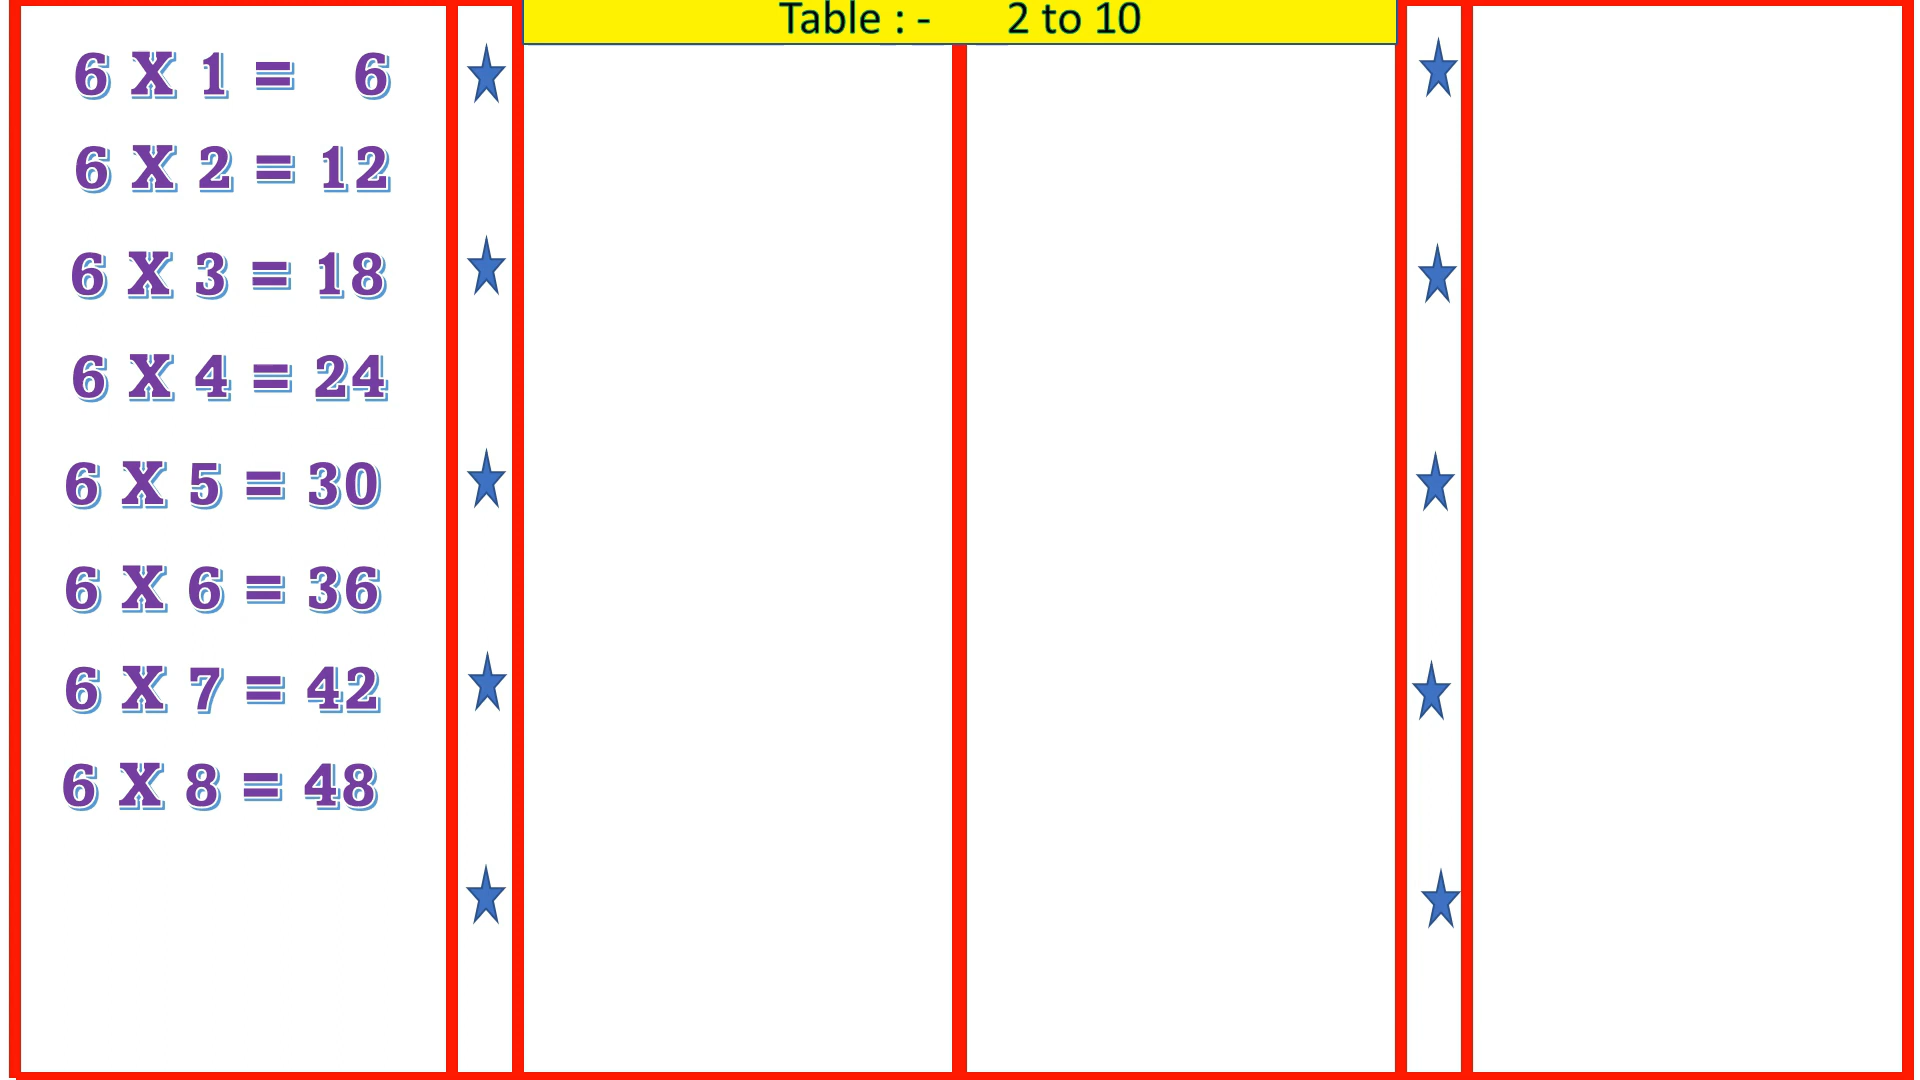 Table : - 2 to 10
6 X 1 = 6
6 X 2 = 12
6 X 3 = 18
6 X 4 = 24
6 X 5 = 30
6 X 6 = 36
6 X 7 = 42
6 X 8 = 48